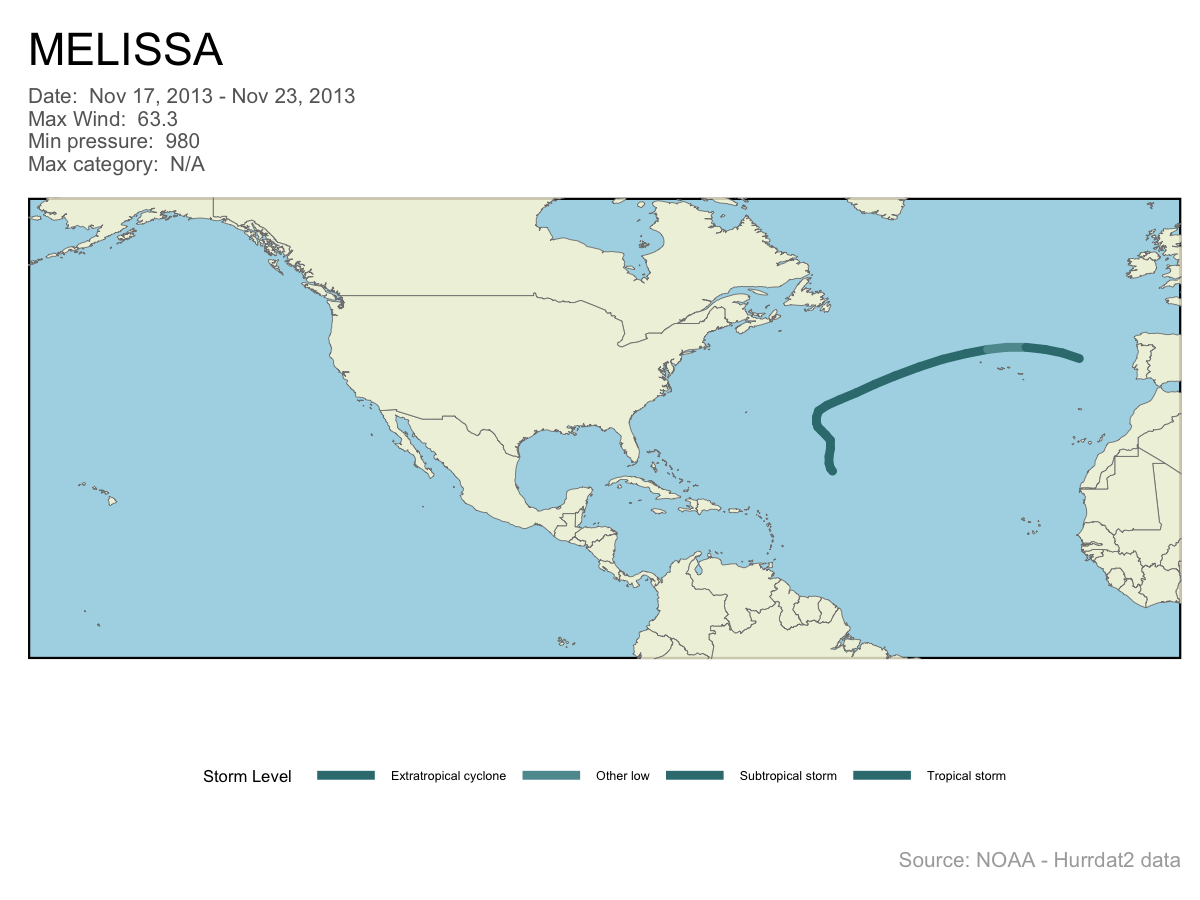 MELISSA
Date:  Nov 17, 2013 - Nov 23, 2013
Max Wind:  63.3
Min pressure:  980
Max category:  N/A
Storm Level Extratropical cyclone Other low Subtropical storm Tropical storm
Source: NOAA - Hurrdat2 data